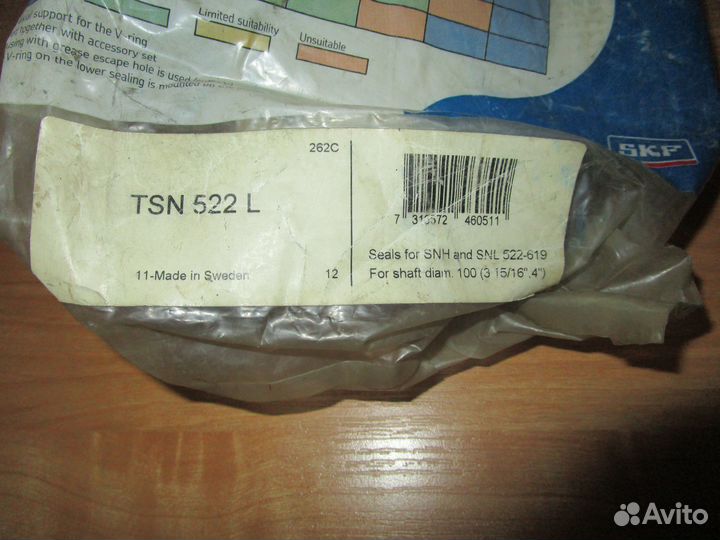 Limited suitability
Unsuitable
support for the V-ring
together with accessory set
using with grease escape hole is used
V-ring on the lower sealing is mounted
SKF
262C
TSN 522 L
11-Made in Sweden
12
7 460511
Seals for SNH and SNL 522-619
For shaft diam. 100 (3 15/16",4")
Avito